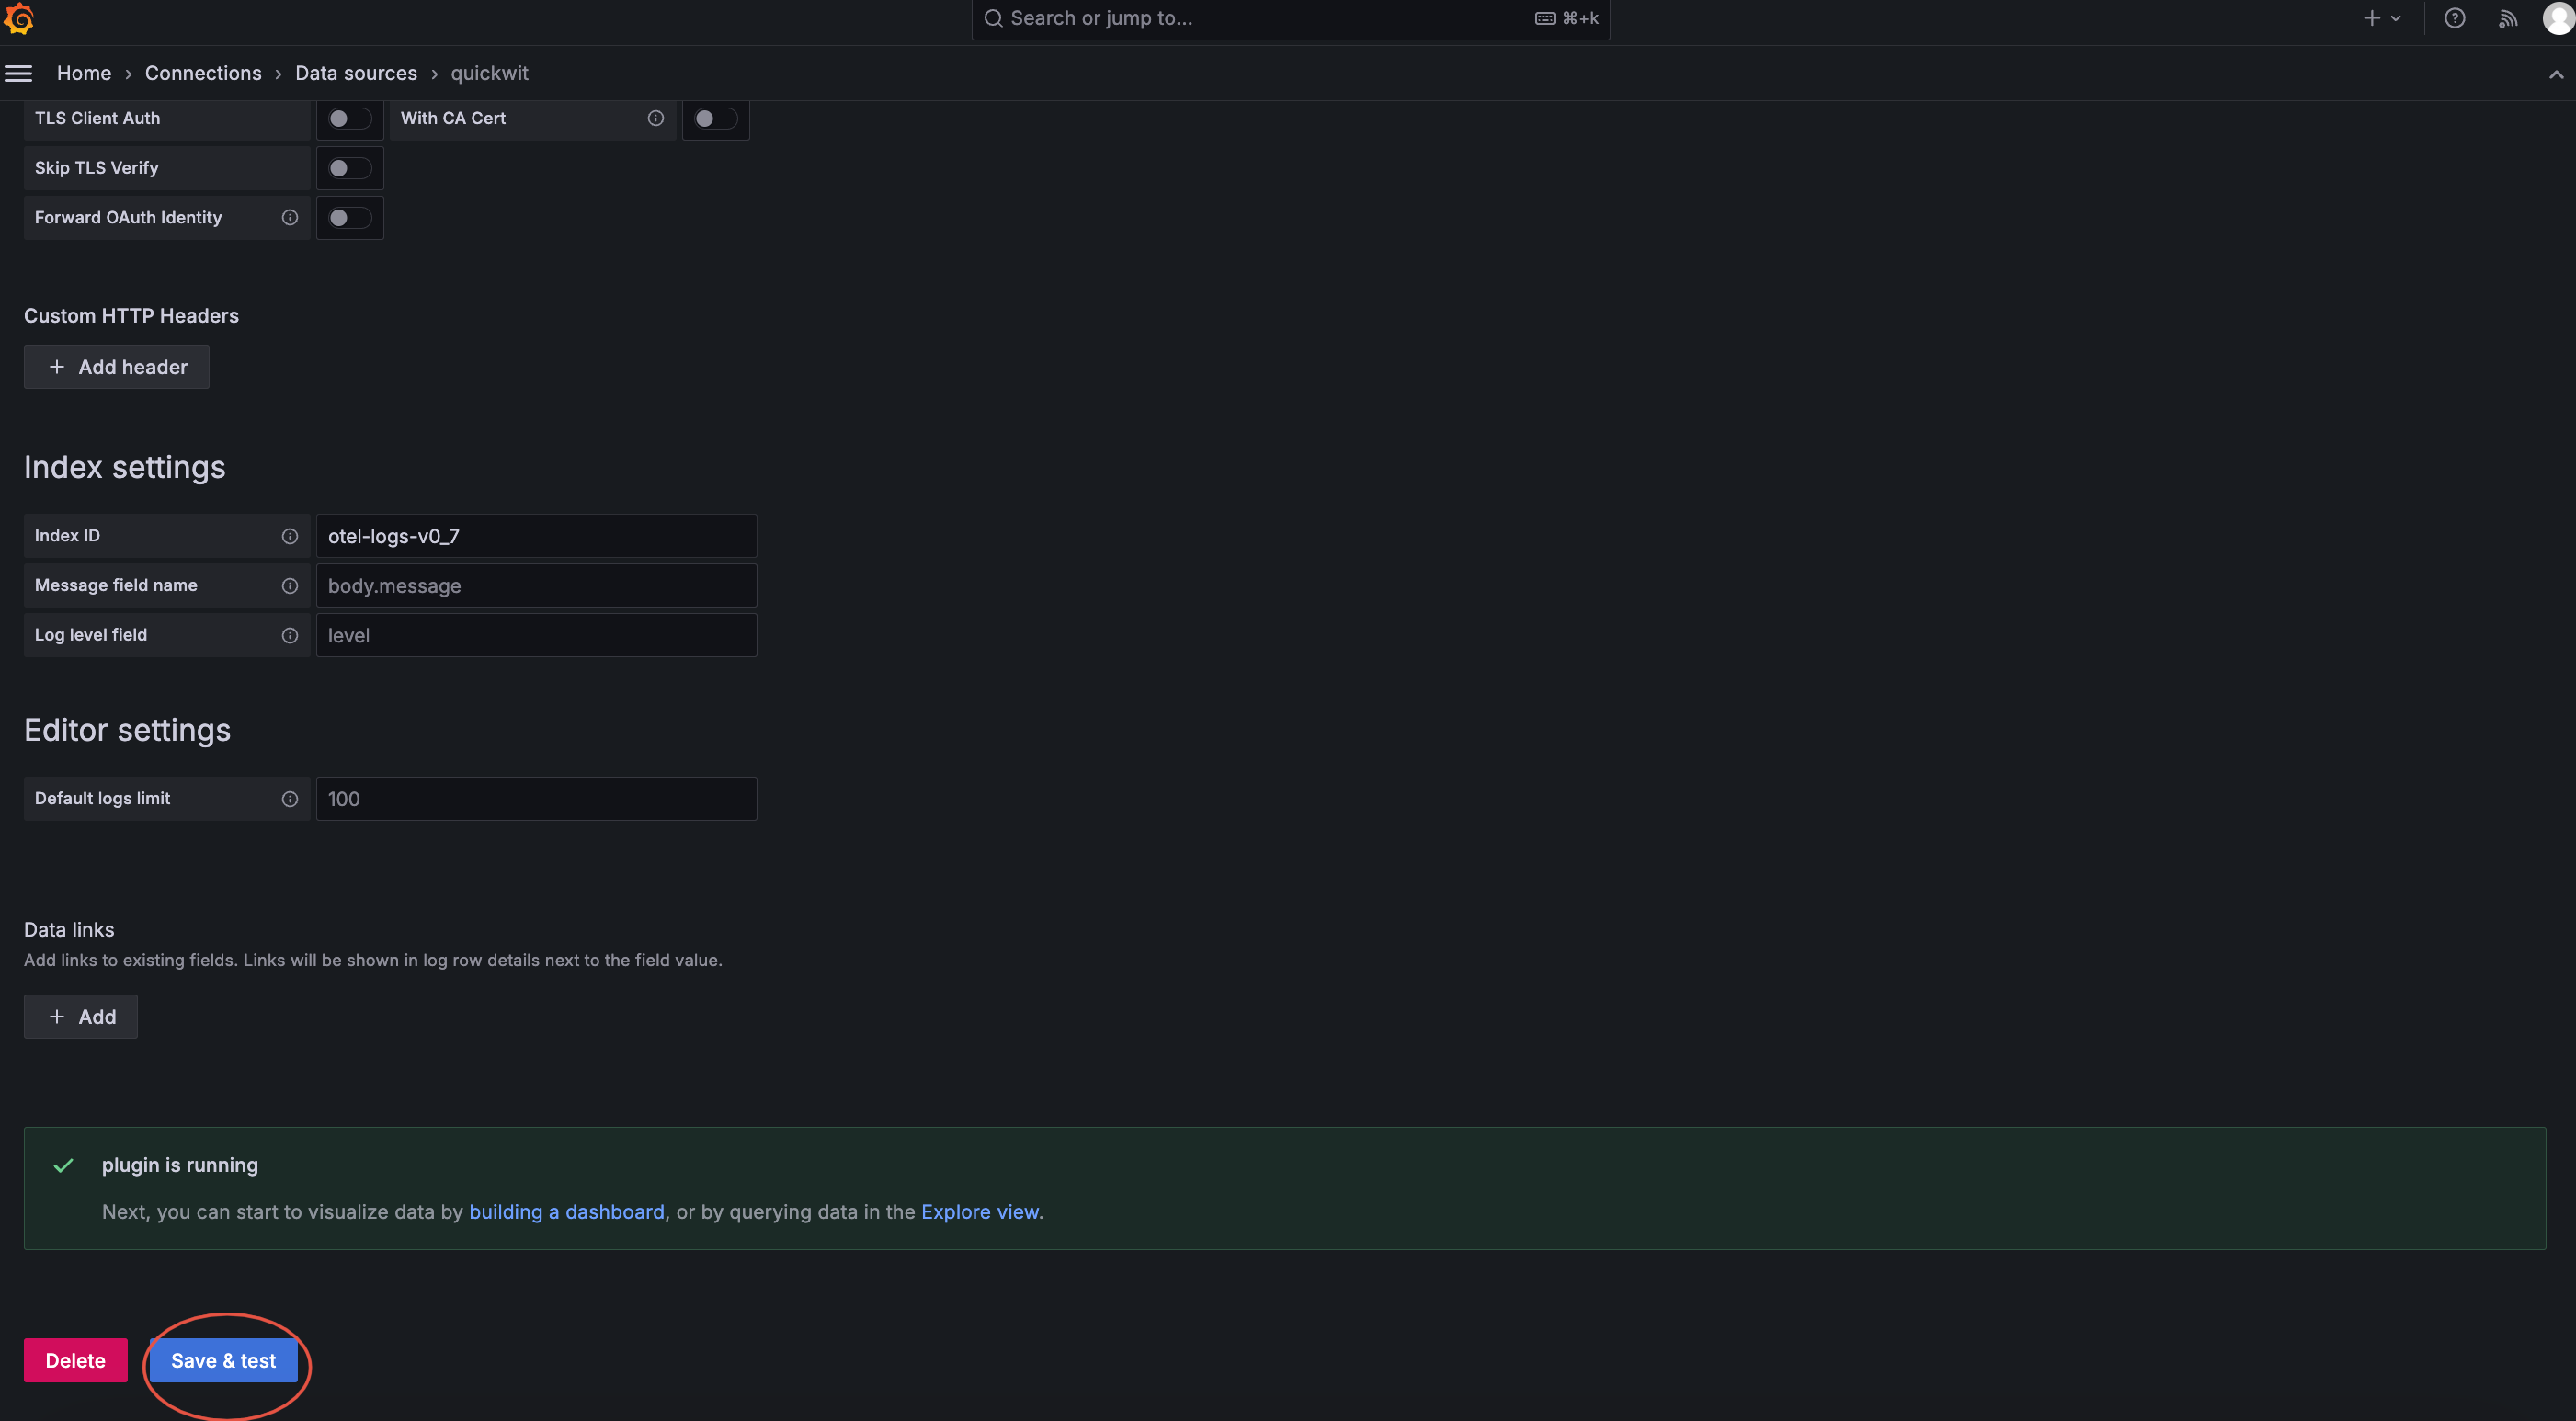 Search or jump to...
⌘+k
Home › Connections › Data sources › quickwit
TLS Client Auth
With CA Cert
Skip TLS Verify
Forward OAuth Identity
Custom HTTP Headers
+ Add header
Index settings
Index ID
otel-logs-v0_7
Message field name
body.message
Log level field
level
Editor settings
Default logs limit
100
Data links
Add links to existing fields. Links will be shown in log row details next to the field value.
+ Add
plugin is running
Next, you can start to visualize data by building a dashboard, or by querying data in the Explore view.
Delete
Save & test